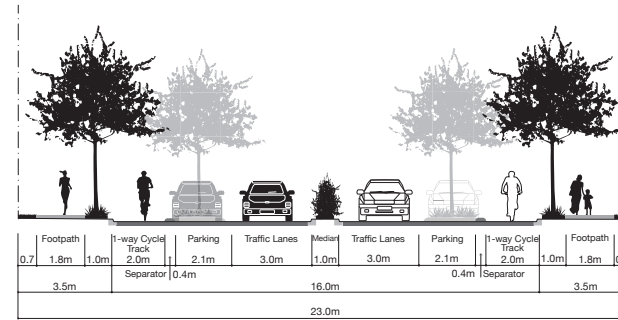 Footpath 1-way Cycle Track Parking Traffic Lanes Median Traffic Lanes Parking 1-way Cycle Track Footpath
0.7 1.8m 1.0m 2.0m 2.1m 3.0m 1.0m 3.0m 2.1m 2.0m 1.0m 1.8m
Separator 0.4m 0.4m Separator
3.5m 16.0m 3.5m
23.0m